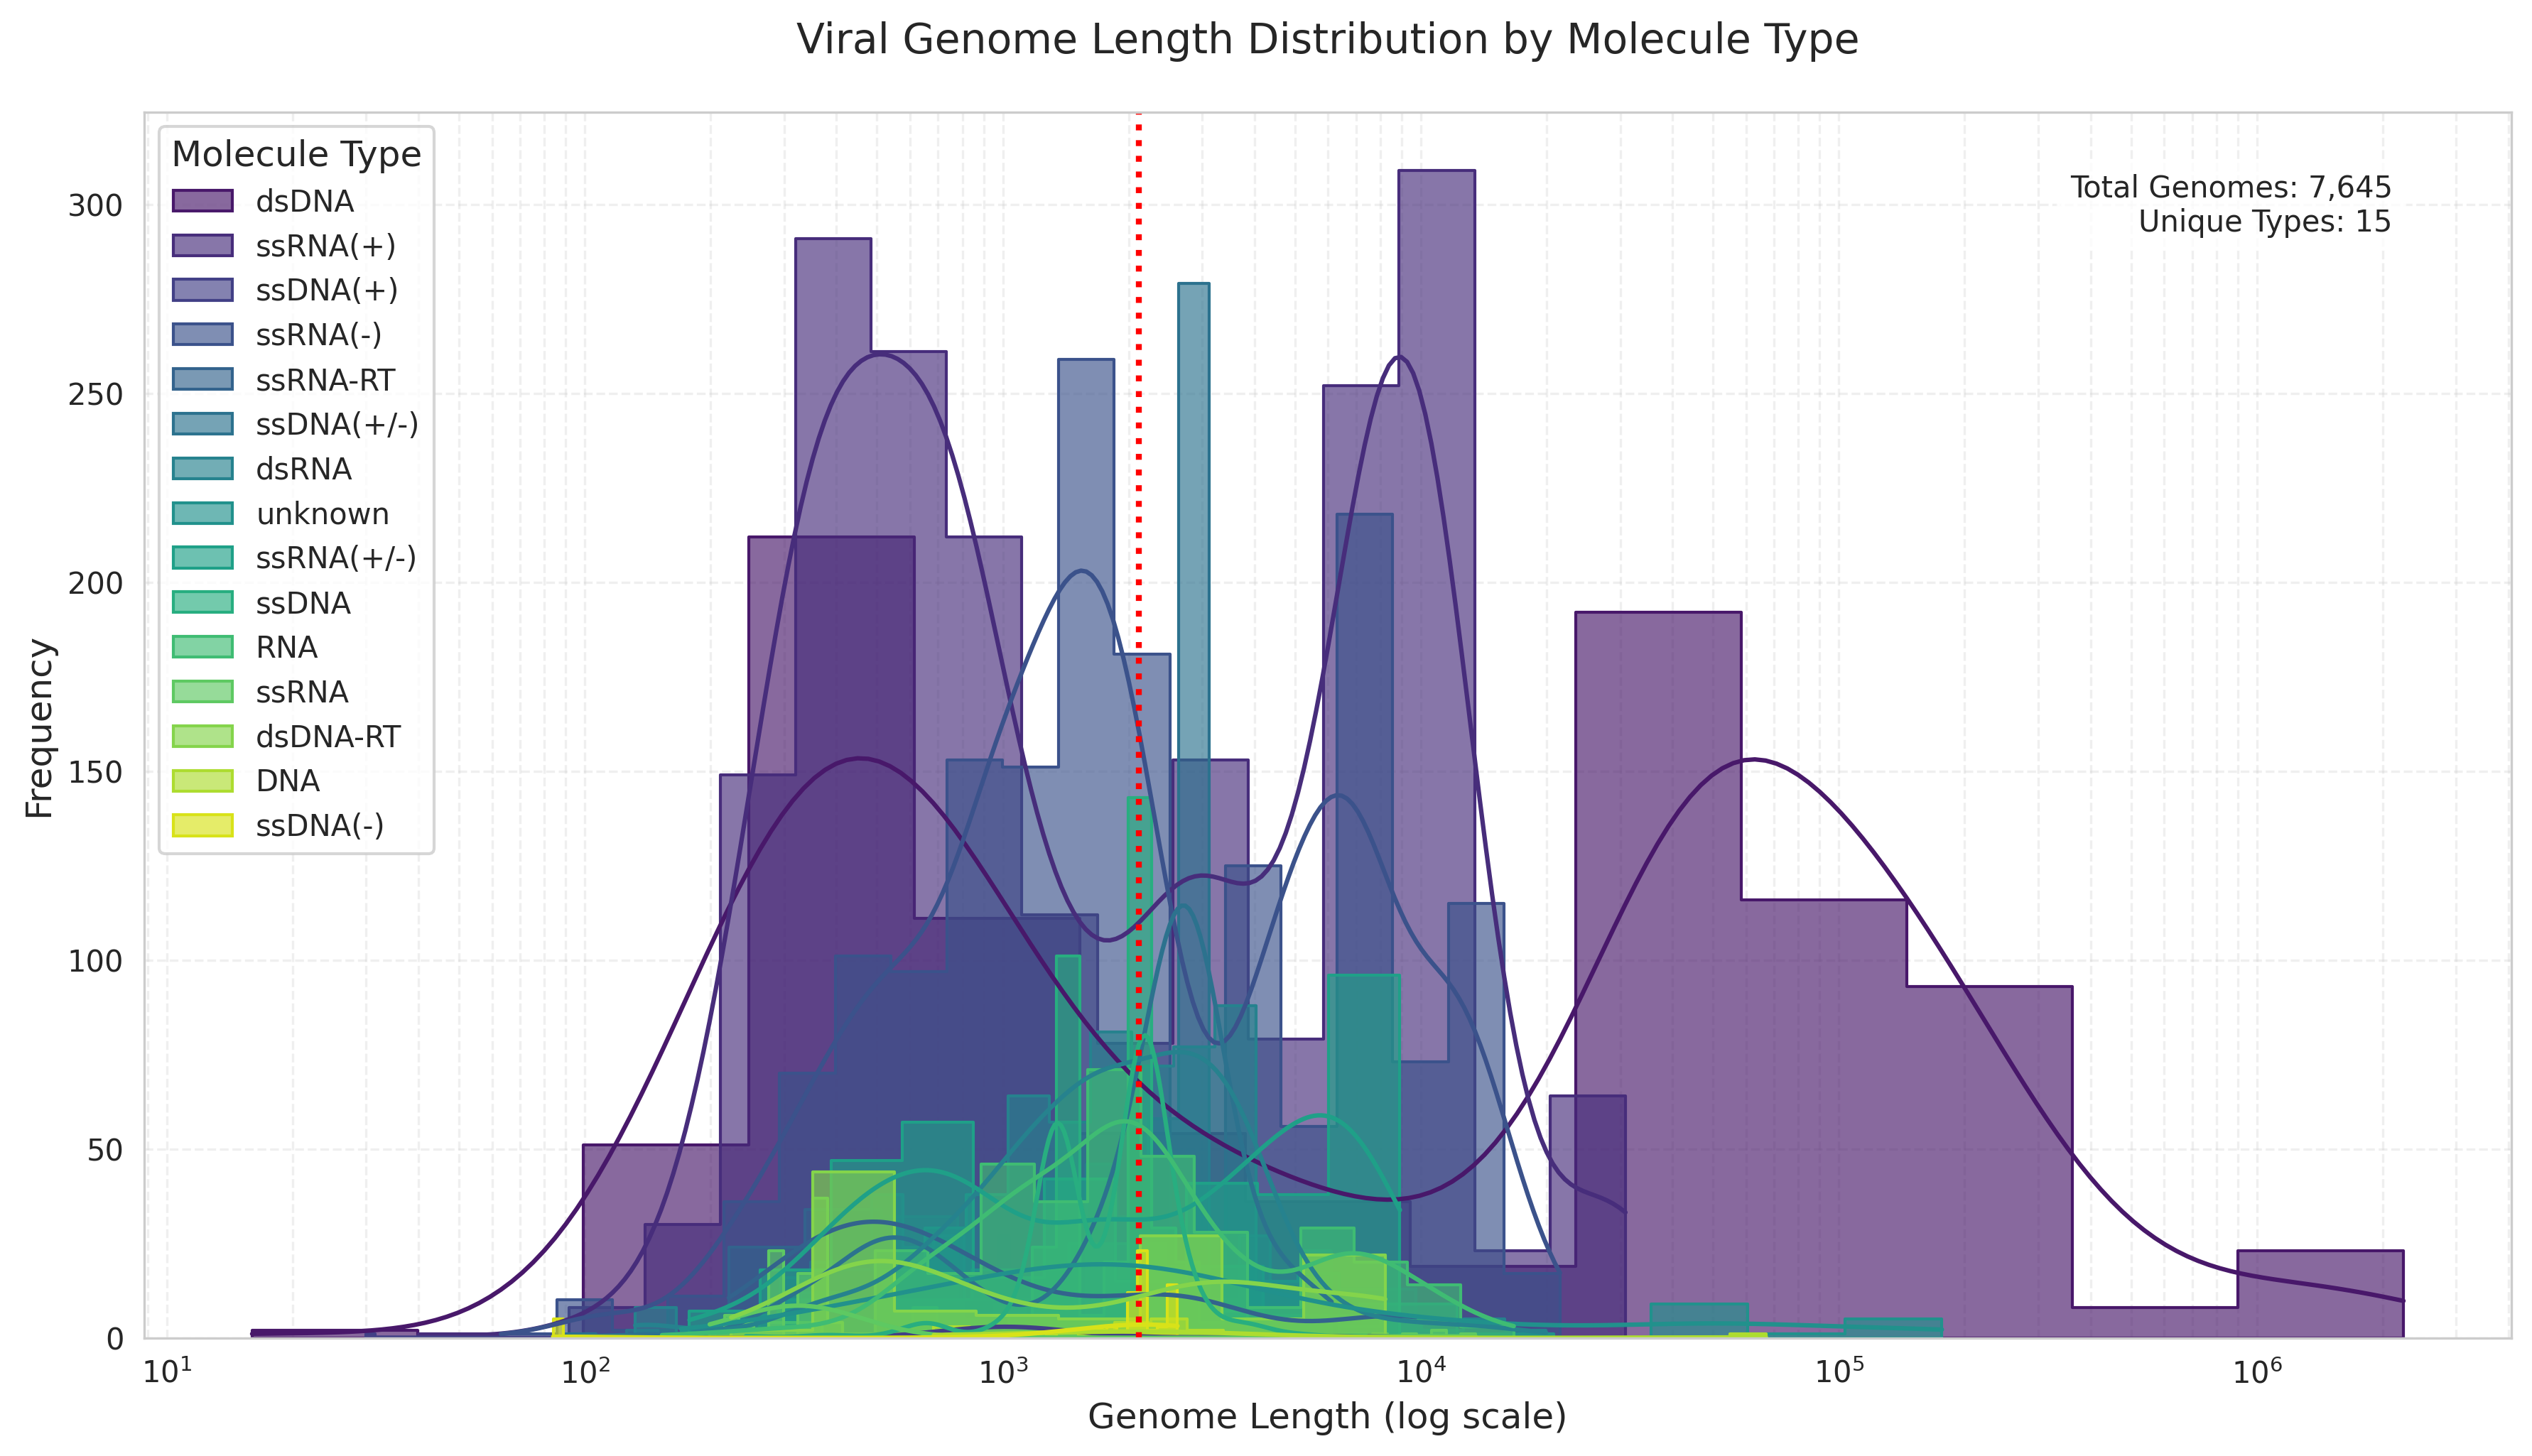 Viral Genome Length Distribution by Molecule Type
Molecule Type
dsDNA
ssRNA(+)
ssDNA(+)
ssRNA(-)
ssRNA-RT
ssDNA(+/-)
dsRNA
unknown
ssRNA(+/-)
ssDNA
RNA
ssRNA
dsDNA-RT
DNA
ssDNA(-)
Total Genomes: 7,645
Unique Types: 15
Frequency
300
250
200
150
100
50
0
10¹ 10² 10³ 10⁴ 10⁵ 10⁶
Genome Length (log scale)